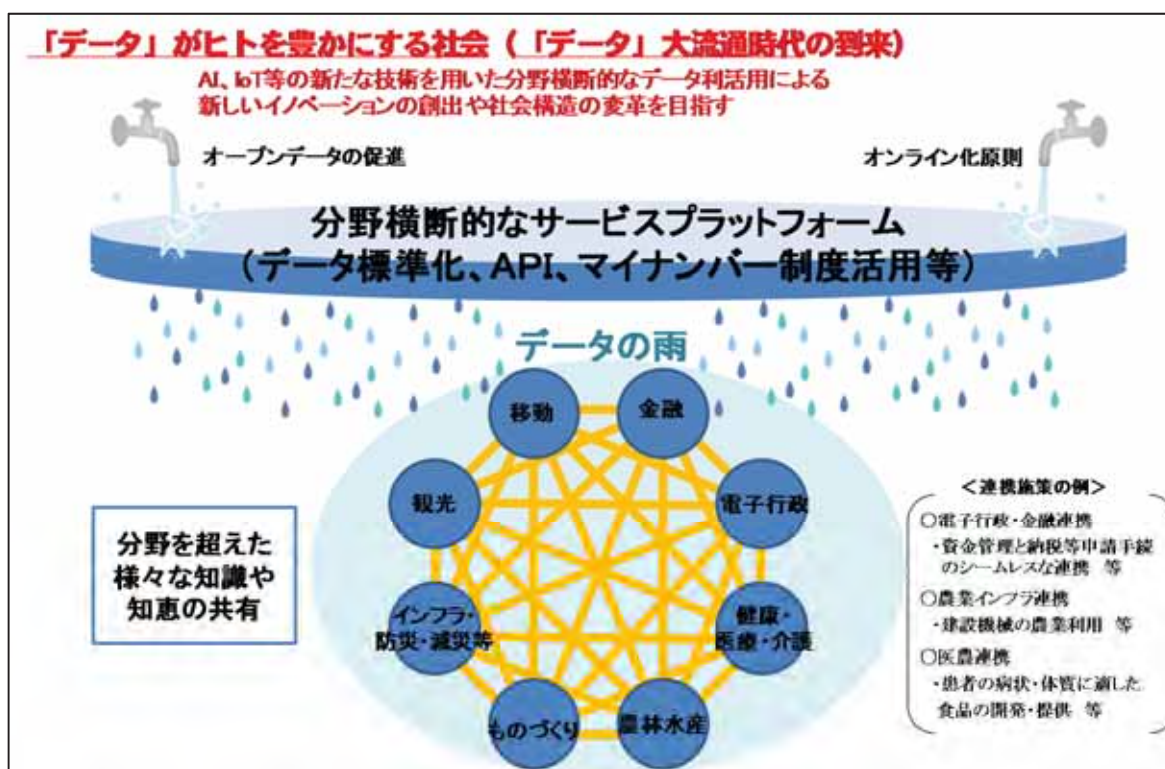 「データ」がヒトを豊かにする社会（「データ」大流通時代の到来）
AI、IoT等の新たな技術を用いた分野横断的なデータ利活用による
新しいイノベーションの創出や社会構造の変革を目指す
オープンデータの促進
オンライン化原則
分野横断的なサービスプラットフォーム
（データ標準化、API、マイナンバー制度活用等）
データの雨
移動
金融
観光
電子行政
インフラ・
防災・減災等
健康・
医療・介護
ものづくり
農林水産
分野を超えた
様々な知識や
知恵の共有
＜連携施策の例＞
○電子行政・金融連携
・資金管理と納税等申請手続
のシームレスな連携 等
○農業インフラ連携
・建設機械の農業利用 等
○医農連携
・患者の病状・体質に適した
食品の開発・提供 等